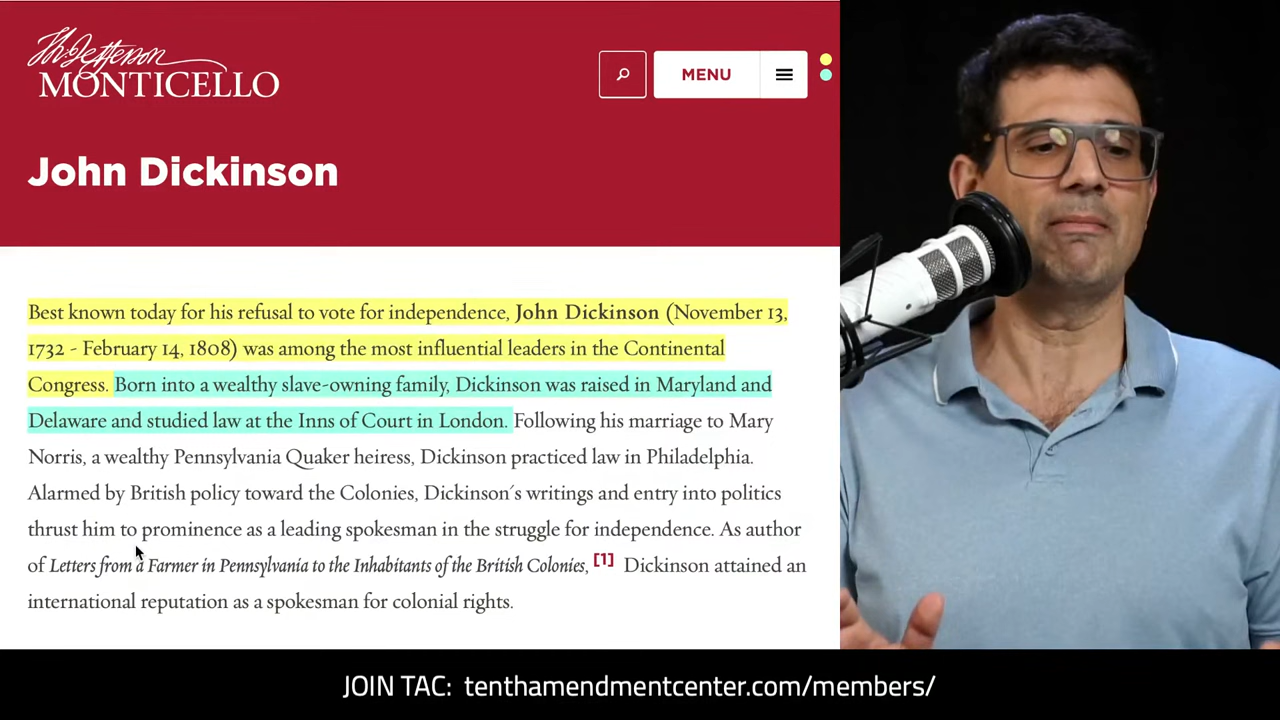 Th. Jefferson
MONTICELLO
MENU
John Dickinson
Best known today for his refusal to vote for independence, John Dickinson (November 13,
1732 - February 14, 1808) was among the most influential leaders in the Continental
Congress. Born into a wealthy slave-owning family, Dickinson was raised in Maryland and
Delaware and studied law at the Inns of Court in London. Following his marriage to Mary
Norris, a wealthy Pennsylvania Quaker heiress, Dickinson practiced law in Philadelphia.
Alarmed by British policy toward the Colonies, Dickinson's writings and entry into politics
thrust him to prominence as a leading spokesman in the struggle for independence. As author
of Letters from a Farmer in Pennsylvania to the Inhabitants of the British Colonies, [1] Dickinson attained an
international reputation as a spokesman for colonial rights.
JOIN TAC: tenthamendmentcenter.com/members/